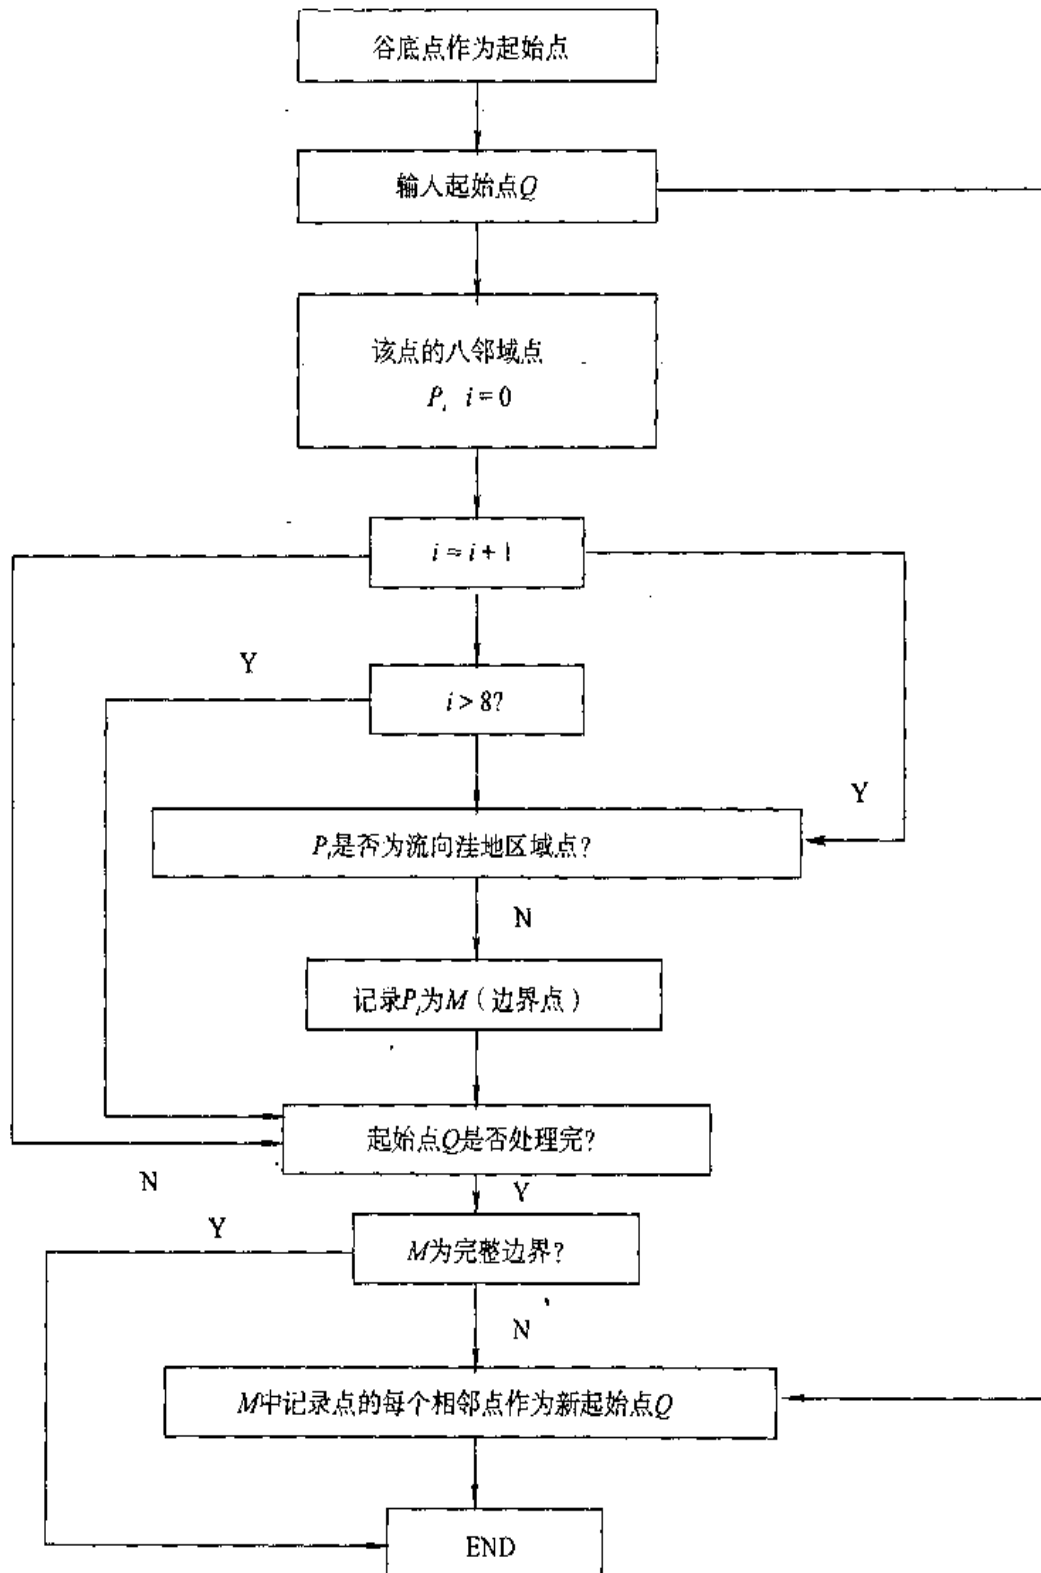 谷底点作为起始点
输人起始点Q
该点的八邻域点
Pi i=0
i=i+1
Y
i>8?
Y
Pi是否为流向洼地区域点?
N
记录Pi为M（边界点）
起始点Q是否处理完?
N
Y
Y
M为完整边界?
N
M中记录点的每个相邻点作为新起始点Q
END